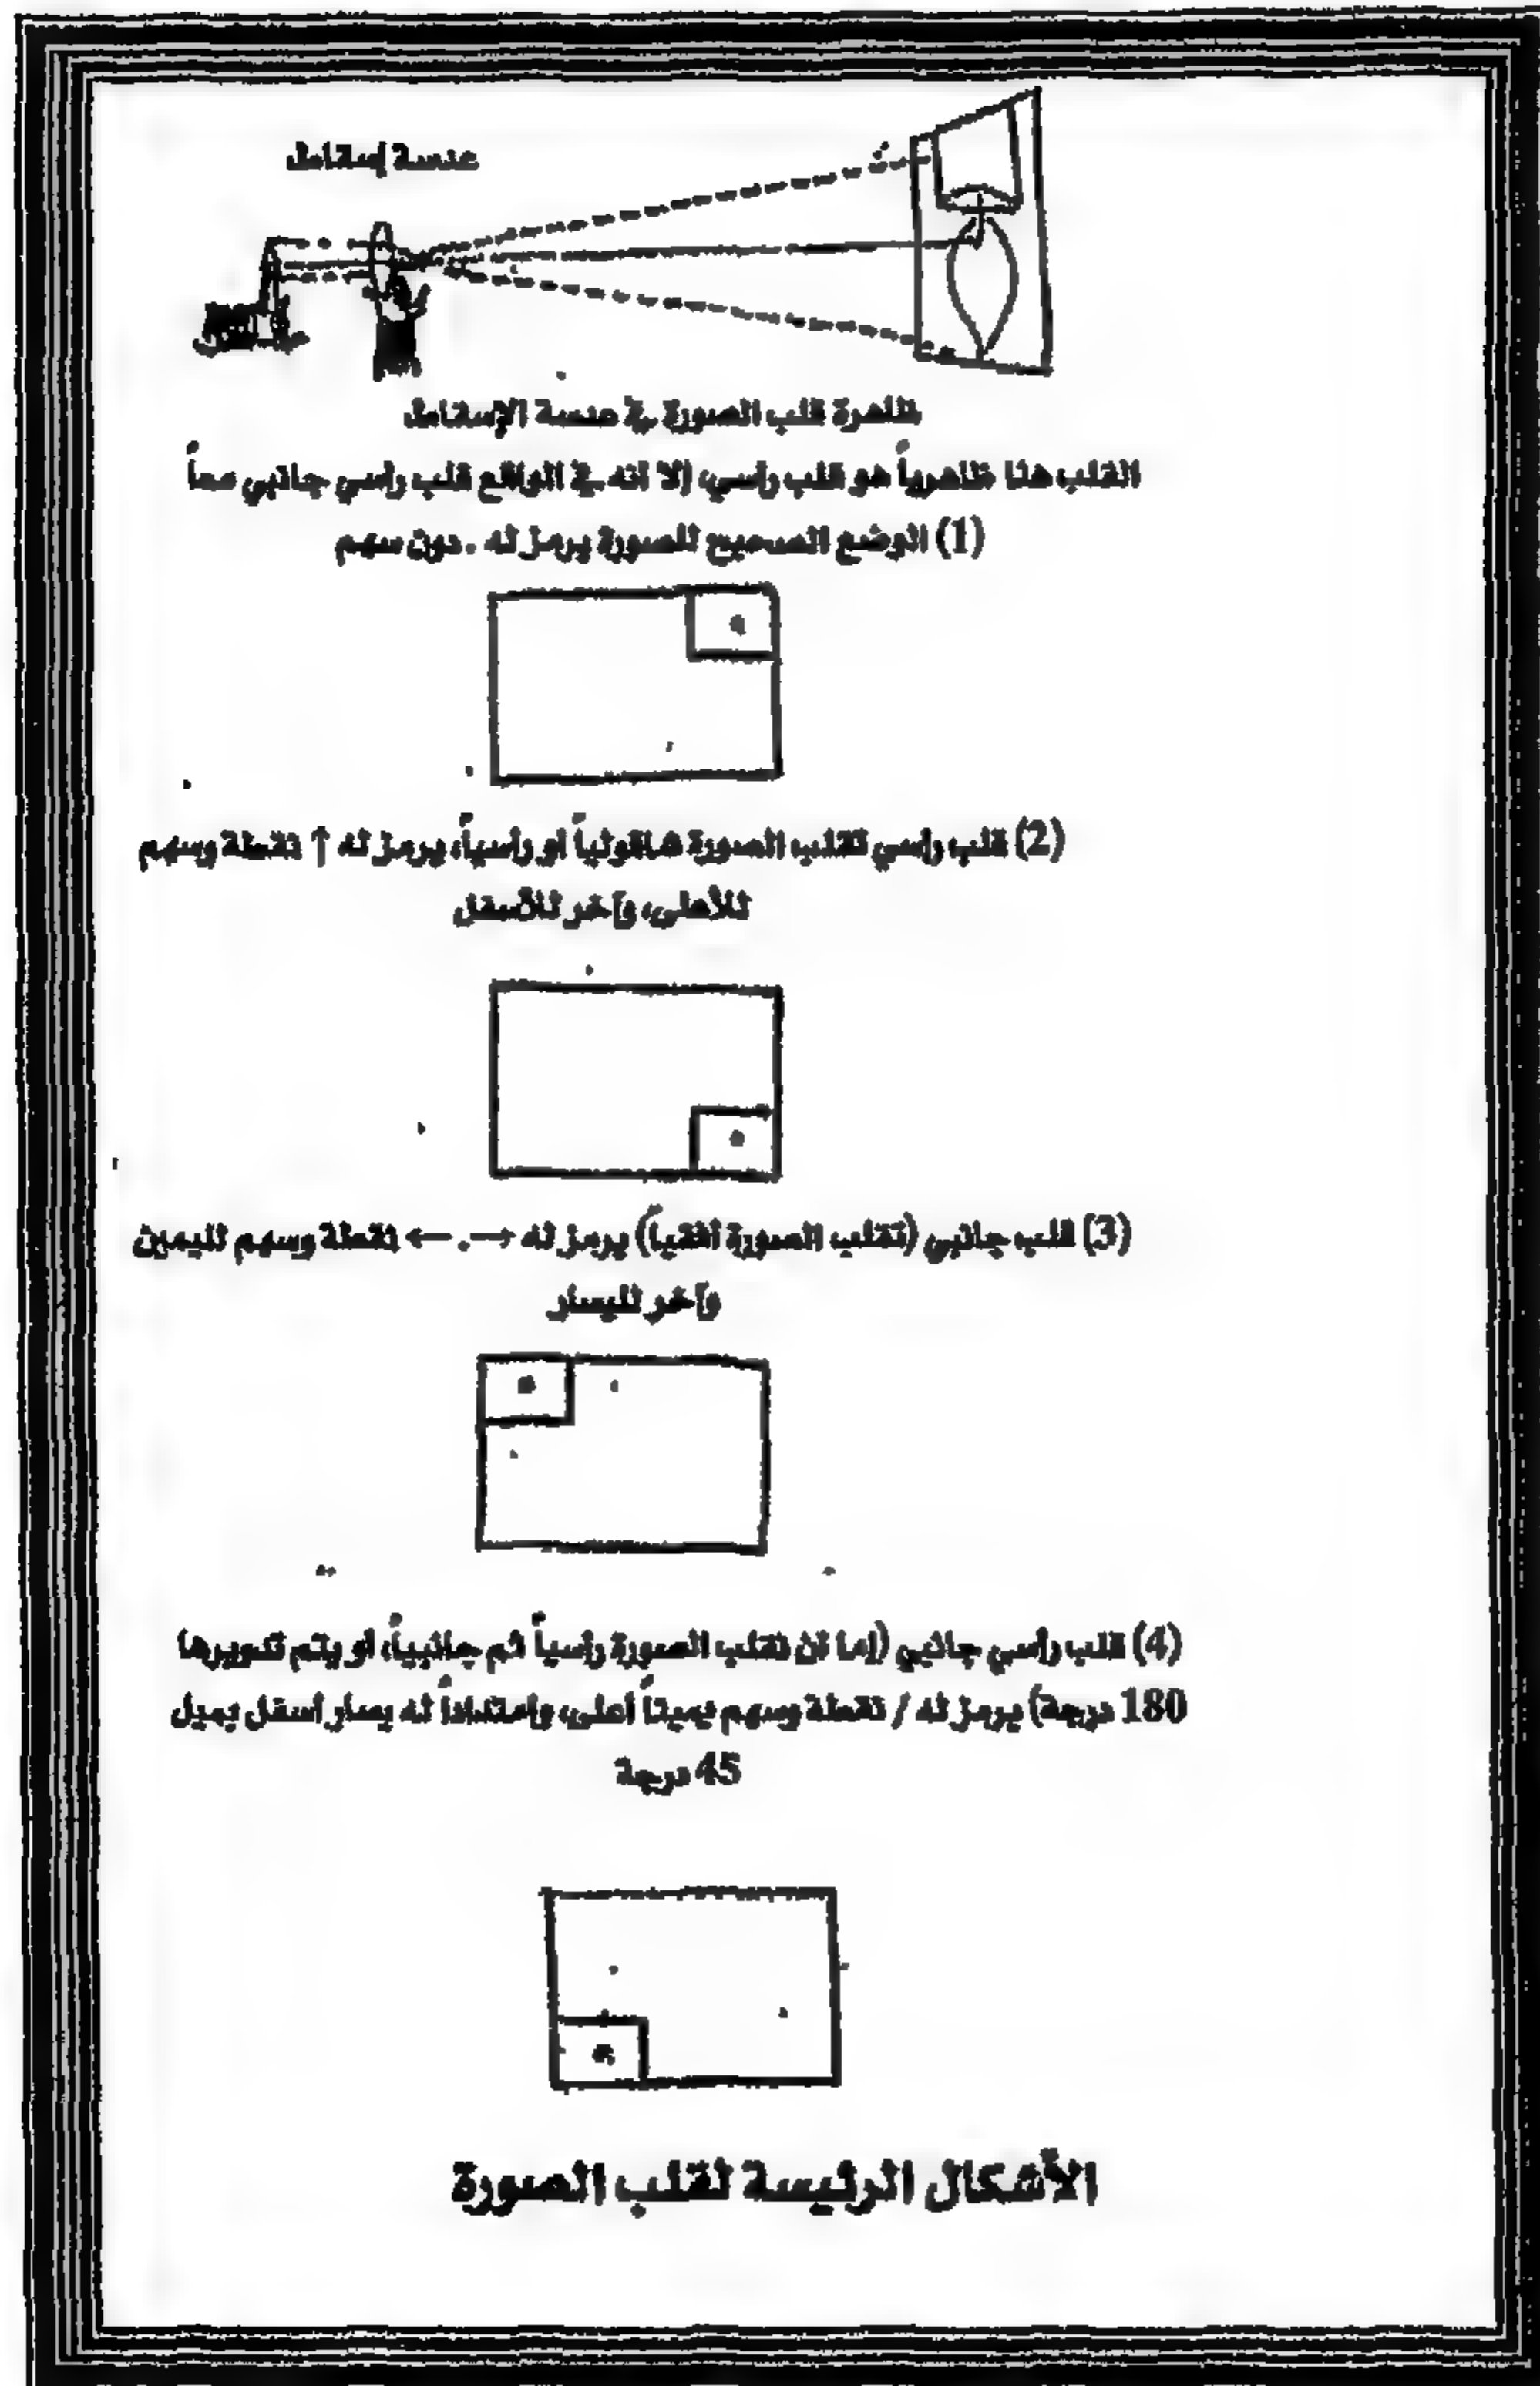 عدسة إسقاط
ظاهرة قلب الصورة في عدسة الإسقاط
القلب هنا ظاهرياً هو قلب رأسي، إلا انه في الواقع قلب رأسي جانبي معاً
(1) الوضع الصحيح للصورة يرمز له . دون سهم
(2) قلب رأسي تقلب الصورة شاقولياً او رأسياً، يرمز له ↑ نقطة وسهم
للأعلى، وآخر للأسفل
(3) قلب جانبي (تقلب الصورة أفقياً) يرمز له ←.→ نقطة وسهم لليمين
وآخر لليسار
(4) قلب رأسي جانبي (إما ان نقلب الصورة رأسياً ثم جانبياً، او يتم تدويرها
180 درجة) يرمز له / نقطة وسهم يميناً أعلى، وامتداداً له يسار أسفل بميل
45 درجة
الأشكال الرئيسة لقلب الصورة